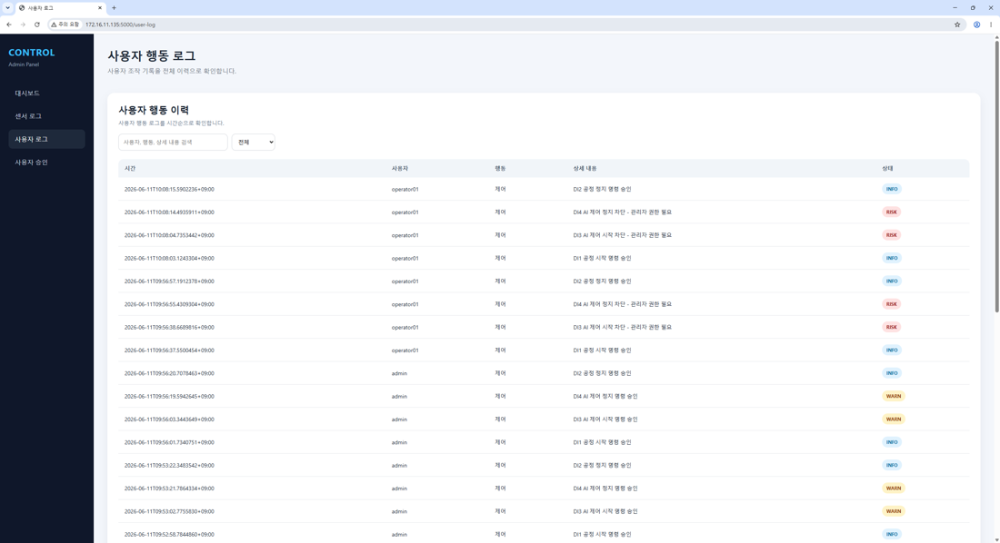 사용자 로그
주의 요함 172.16.11.135:5000/user-log
CONTROL
Admin Panel
대시보드
센서 로그
사용자 로그
사용자 승인
사용자 행동 로그
사용자 조작 기록을 전체 이력으로 확인합니다.
사용자 행동 이력
사용자 행동 로그를 시간순으로 확인합니다.
사용자, 행동, 상세 내용 검색 전체
시간 사용자 행동 상세 내용 상태
2026-06-11T10:08:15.5902236+09:00 operator01 제어 DI2 공정 정지 명령 승인 INFO
2026-06-11T10:08:14.4935911+09:00 operator01 제어 DI4 AI 제어 정지 차단 - 관리자 권한 필요 RISK
2026-06-11T10:08:04.7353442+09:00 operator01 제어 DI3 AI 제어 시작 차단 - 관리자 권한 필요 RISK
2026-06-11T10:08:03.1243304+09:00 operator01 제어 DI1 공정 시작 명령 승인 INFO
2026-06-11T09:56:57.1912378+09:00 operator01 제어 DI2 공정 정지 명령 승인 INFO
2026-06-11T09:56:55.4309304+09:00 operator01 제어 DI4 AI 제어 정지 차단 - 관리자 권한 필요 RISK
2026-06-11T09:56:38.6689816+09:00 operator01 제어 DI3 AI 제어 시작 차단 - 관리자 권한 필요 RISK
2026-06-11T09:56:37.5500454+09:00 operator01 제어 DI1 공정 시작 명령 승인 INFO
2026-06-11T09:56:20.7078463+09:00 admin 제어 DI2 공정 정지 명령 승인 INFO
2026-06-11T09:56:19.5942645+09:00 admin 제어 DI4 AI 제어 정지 명령 승인 WARN
2026-06-11T09:56:03.3443649+09:00 admin 제어 DI3 AI 제어 시작 명령 승인 WARN
2026-06-11T09:56:01.7340751+09:00 admin 제어 DI1 공정 시작 명령 승인 INFO
2026-06-11T09:53:22.3483542+09:00 admin 제어 DI2 공정 정지 명령 승인 INFO
2026-06-11T09:53:21.7864334+09:00 admin 제어 DI4 AI 제어 정지 명령 승인 WARN
2026-06-11T09:53:02.7755830+09:00 admin 제어 DI3 AI 제어 시작 명령 승인 WARN
2026-06-11T09:52:58.7844860+09:00 admin 제어 DI1 공정 시작 명령 승인 INFO